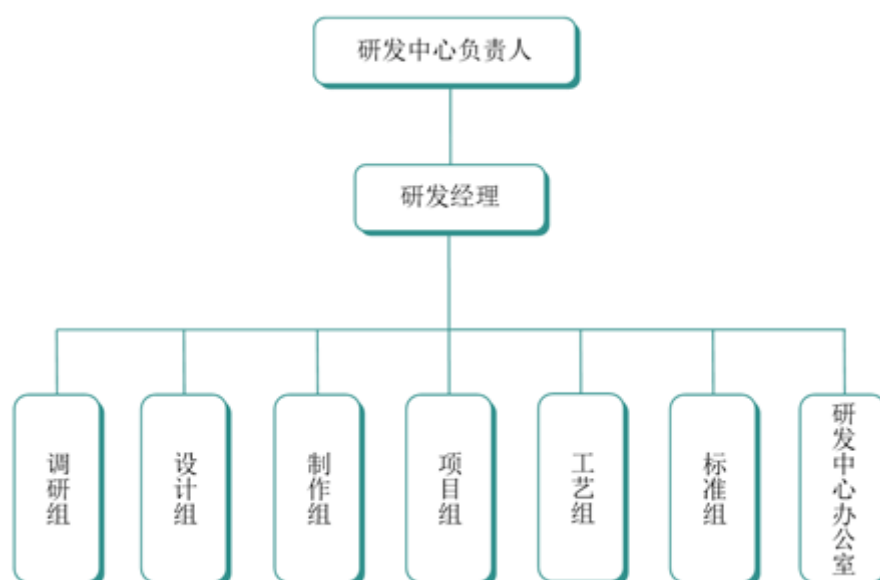 研发中心负责人
研发经理
调研组
设计组
制作组
项目组
工艺组
标准组
研发中心办公室